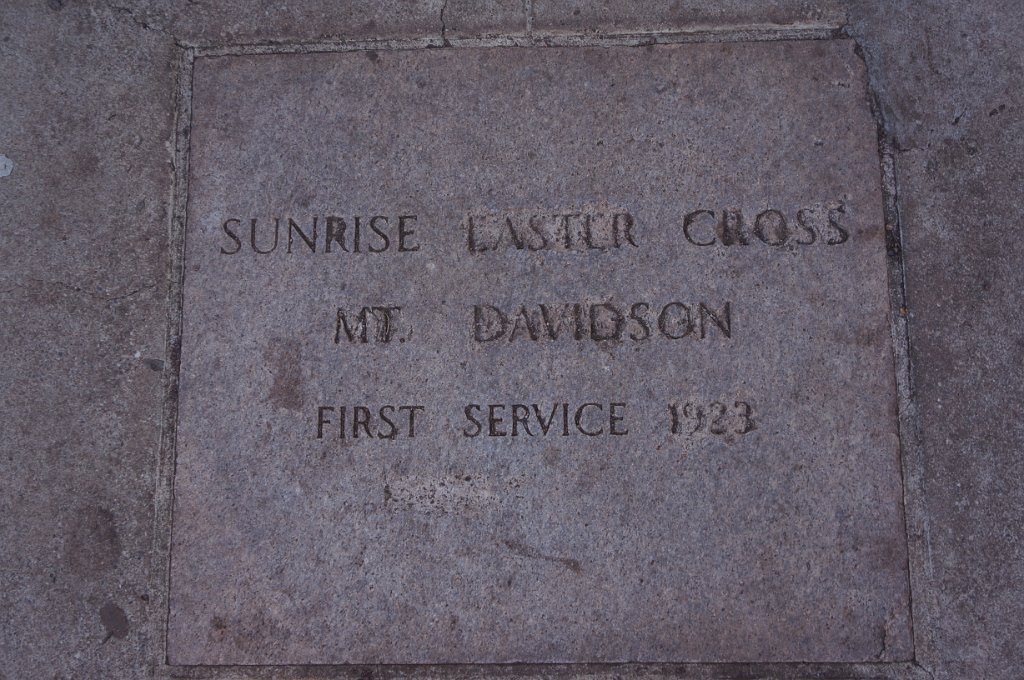 SUNRISE EASTER CROSS
MT. DAVIDSON
FIRST SERVICE 1923